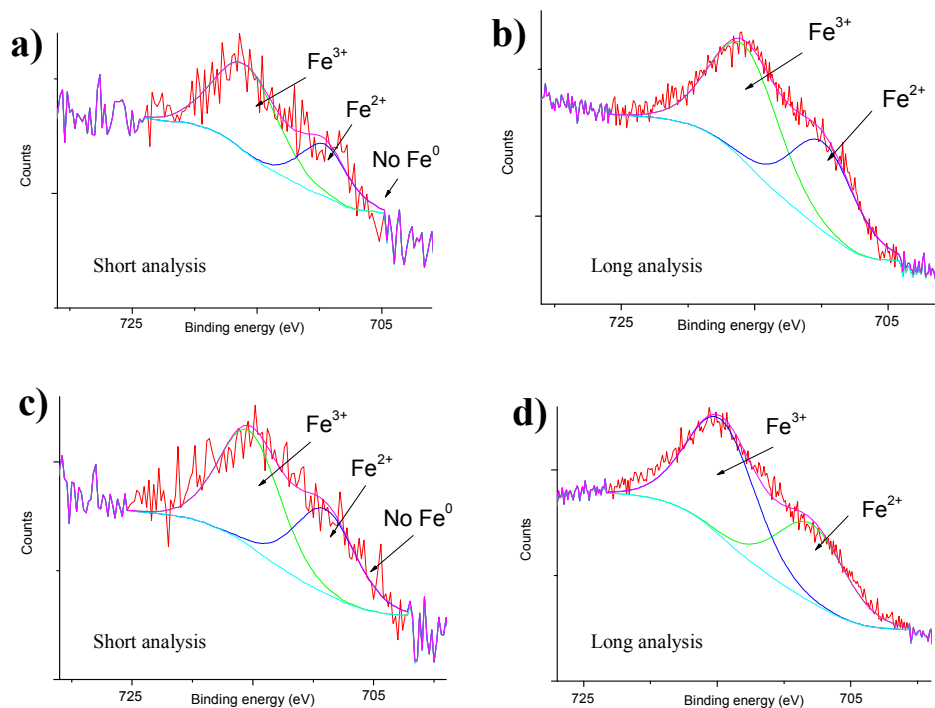 a)
Fe³⁺
Fe²⁺
No Fe⁰
Counts
Short analysis
725
Binding energy (eV)
705
b)
Fe³⁺
Fe²⁺
Counts
Long analysis
725
Binding energy (eV)
705
c)
Fe³⁺
Fe²⁺
No Fe⁰
Counts
Short analysis
725
Binding energy (eV)
705
d)
Fe³⁺
Fe²⁺
Counts
Long analysis
725
Binding energy (eV)
705